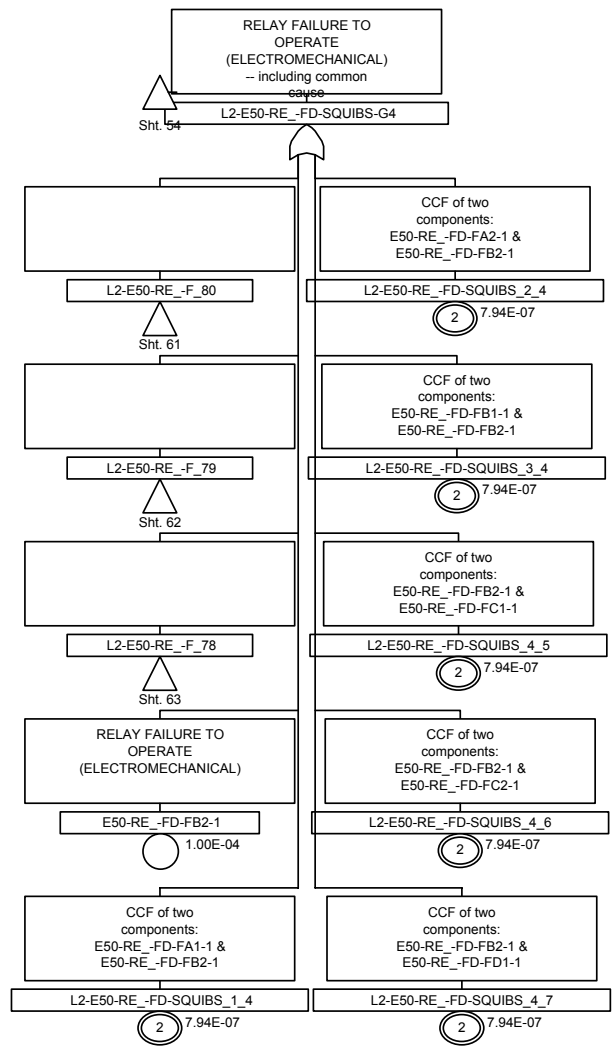 RELAY FAILURE TO
OPERATE
(ELECTROMECHANICAL)
-- including common
cause
L2-E50-RE_-FD-SQUIBS-G4
Sht. 54
L2-E50-RE_-F_80
Sht. 61
CCF of two
components:
E50-RE_-FD-FA2-1 &
E50-RE_-FD-FB2-1
L2-E50-RE_-FD-SQUIBS_2_4
2
7.94E-07
L2-E50-RE_-F_79
Sht. 62
CCF of two
components:
E50-RE_-FD-FB1-1 &
E50-RE_-FD-FB2-1
L2-E50-RE_-FD-SQUIBS_3_4
2
7.94E-07
L2-E50-RE_-F_78
Sht. 63
CCF of two
components:
E50-RE_-FD-FB2-1 &
E50-RE_-FD-FC1-1
L2-E50-RE_-FD-SQUIBS_4_5
2
7.94E-07
RELAY FAILURE TO
OPERATE
(ELECTROMECHANICAL)
E50-RE_-FD-FB2-1
1.00E-04
CCF of two
components:
E50-RE_-FD-FB2-1 &
E50-RE_-FD-FC2-1
L2-E50-RE_-FD-SQUIBS_4_6
2
7.94E-07
CCF of two
components:
E50-RE_-FD-FA1-1 &
E50-RE_-FD-FB2-1
L2-E50-RE_-FD-SQUIBS_1_4
2
7.94E-07
CCF of two
components:
E50-RE_-FD-FB2-1 &
E50-RE_-FD-FD1-1
L2-E50-RE_-FD-SQUIBS_4_7
2
7.94E-07